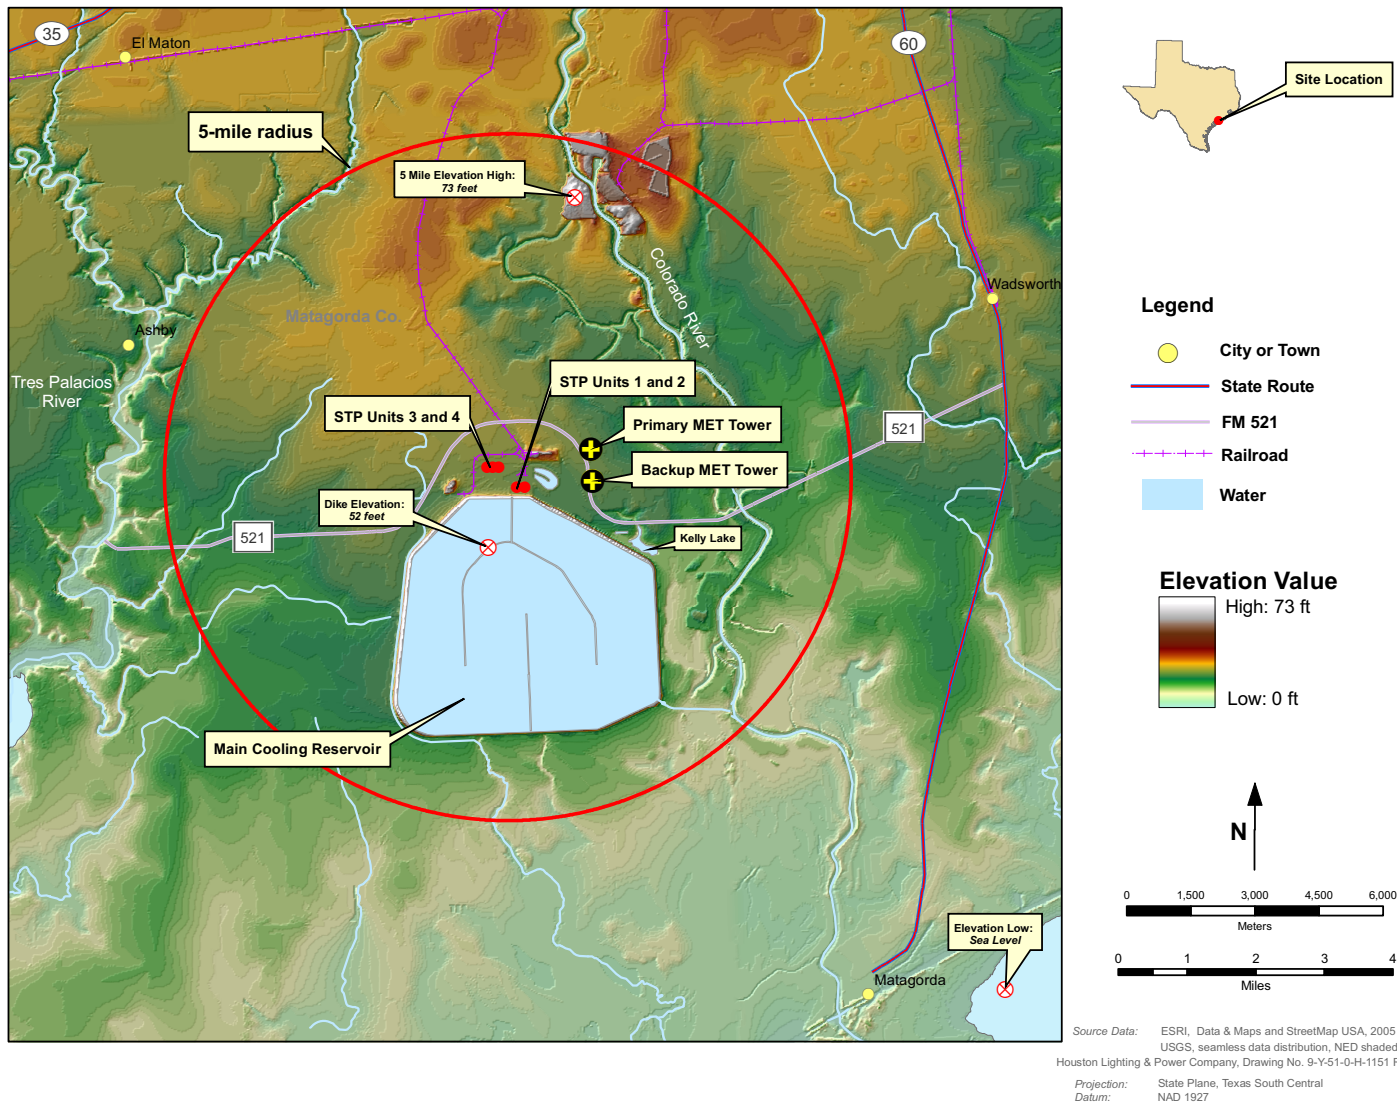 35
El Maton
60
Site Location
5-mile radius
5 Mile Elevation High:
73 feet
Colorado River
Wadsworth
Matagorda Co.
Ashby
Tres Palacios
River
Legend
City or Town
State Route
FM 521
Railroad
Water
STP Units 1 and 2
STP Units 3 and 4
Primary MET Tower
521
Backup MET Tower
Dike Elevation:
52 feet
521
Kelly Lake
Elevation Value
High: 73 ft
Low: 0 ft
Main Cooling Reservoir
N
0 1,500 3,000 4,500 6,000
Meters
Elevation Low:
Sea Level
0 1 2 3 4
Miles
Matagorda
Source Data: ESRI, Data & Maps and StreetMap USA, 2005
USGS, seamless data distribution, NED shaded
Houston Lighting & Power Company, Drawing No. 9-Y-51-0-H-1151
Projection: State Plane, Texas South Central
Datum: NAD 1927